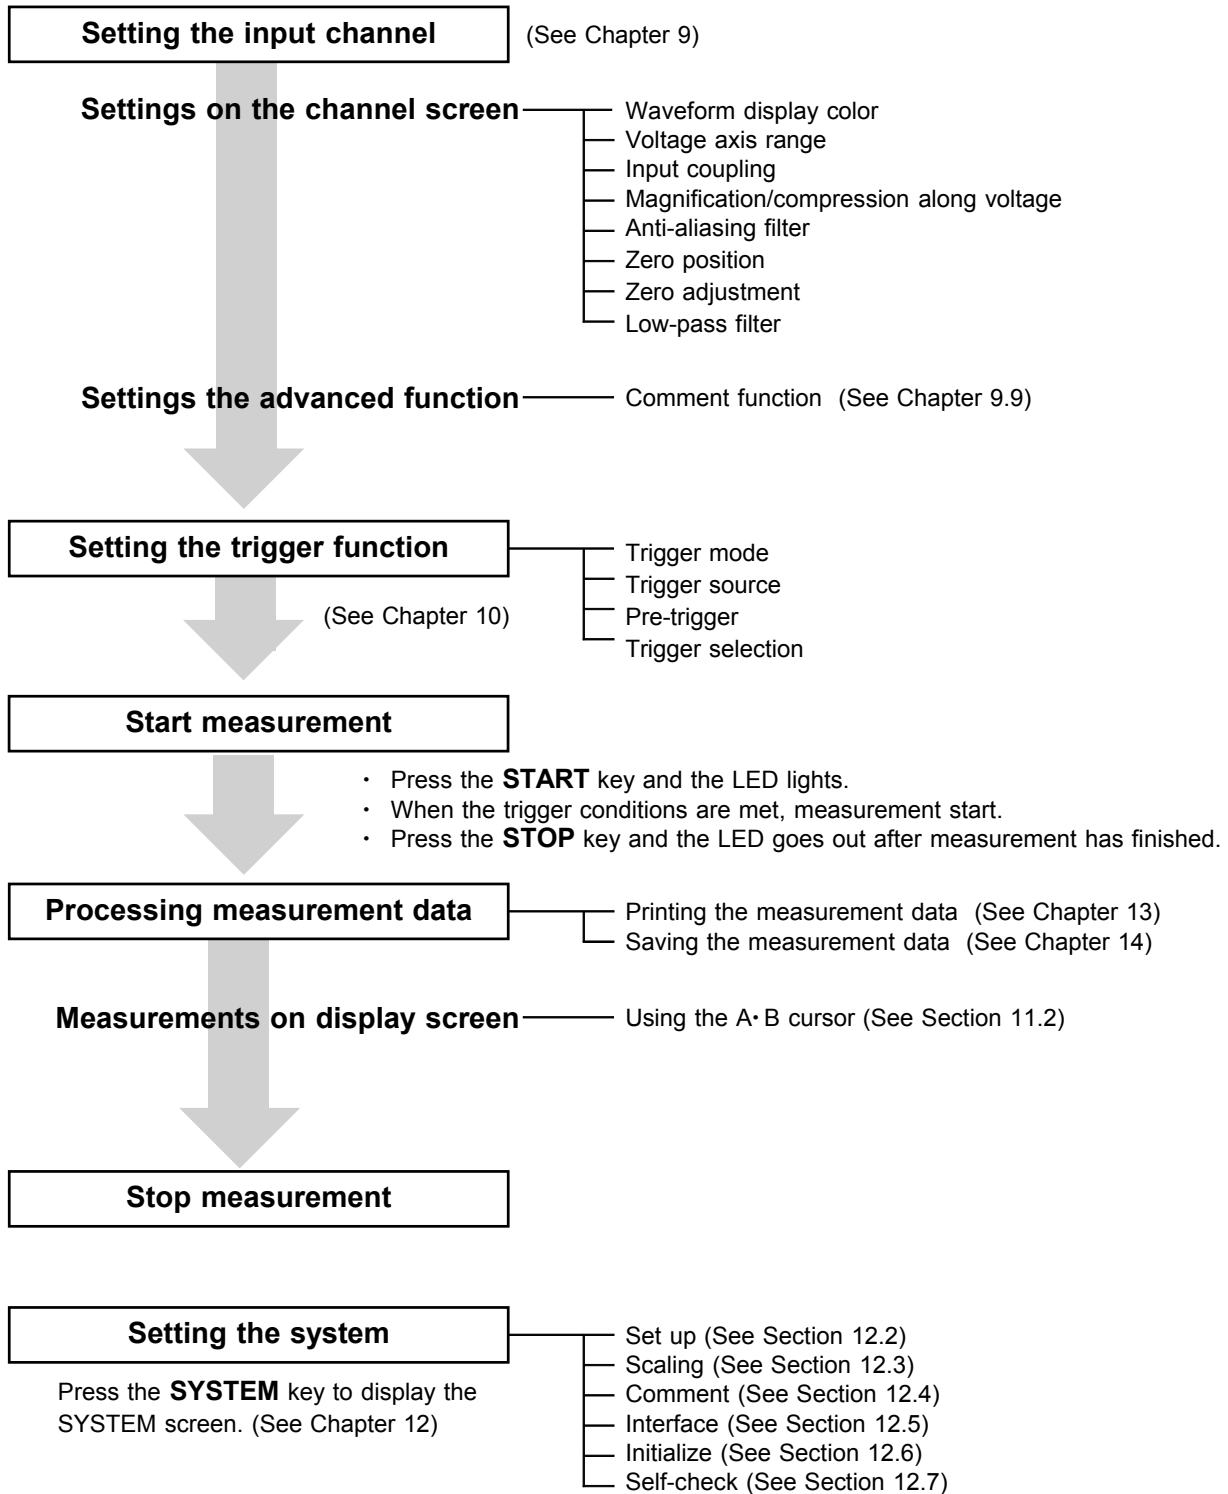 Setting the input channel (See Chapter 9)
Settings on the channel screen
Waveform display color
Voltage axis range
Input coupling
Magnification/compression along voltage
Anti-aliasing filter
Zero position
Zero adjustment
Low-pass filter
Settings the advanced function
Comment function (See Chapter 9.9)
Setting the trigger function
(See Chapter 10)
Trigger mode
Trigger source
Pre-trigger
Trigger selection
Start measurement
・ Press the START key and the LED lights.
・ When the trigger conditions are met, measurement start.
・ Press the STOP key and the LED goes out after measurement has finished.
Processing measurement data
Printing the measurement data (See Chapter 13)
Saving the measurement data (See Chapter 14)
Measurements on display screen
Using the A・B cursor (See Section 11.2)
Stop measurement
Setting the system
Press the SYSTEM key to display the
SYSTEM screen. (See Chapter 12)
Set up (See Section 12.2)
Scaling (See Section 12.3)
Comment (See Section 12.4)
Interface (See Section 12.5)
Initialize (See Section 12.6)
Self-check (See Section 12.7)